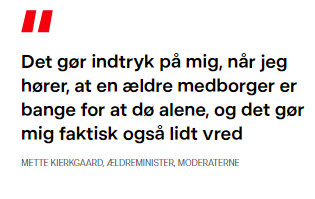 Det gør indtryk på mig, når jeg
hører, at en ældre medborger er
bange for at dø alene, og det gør
mig faktisk også lidt vred
METTE KIERKGAARD, ÆLDREMINISTER, MODERATERNE